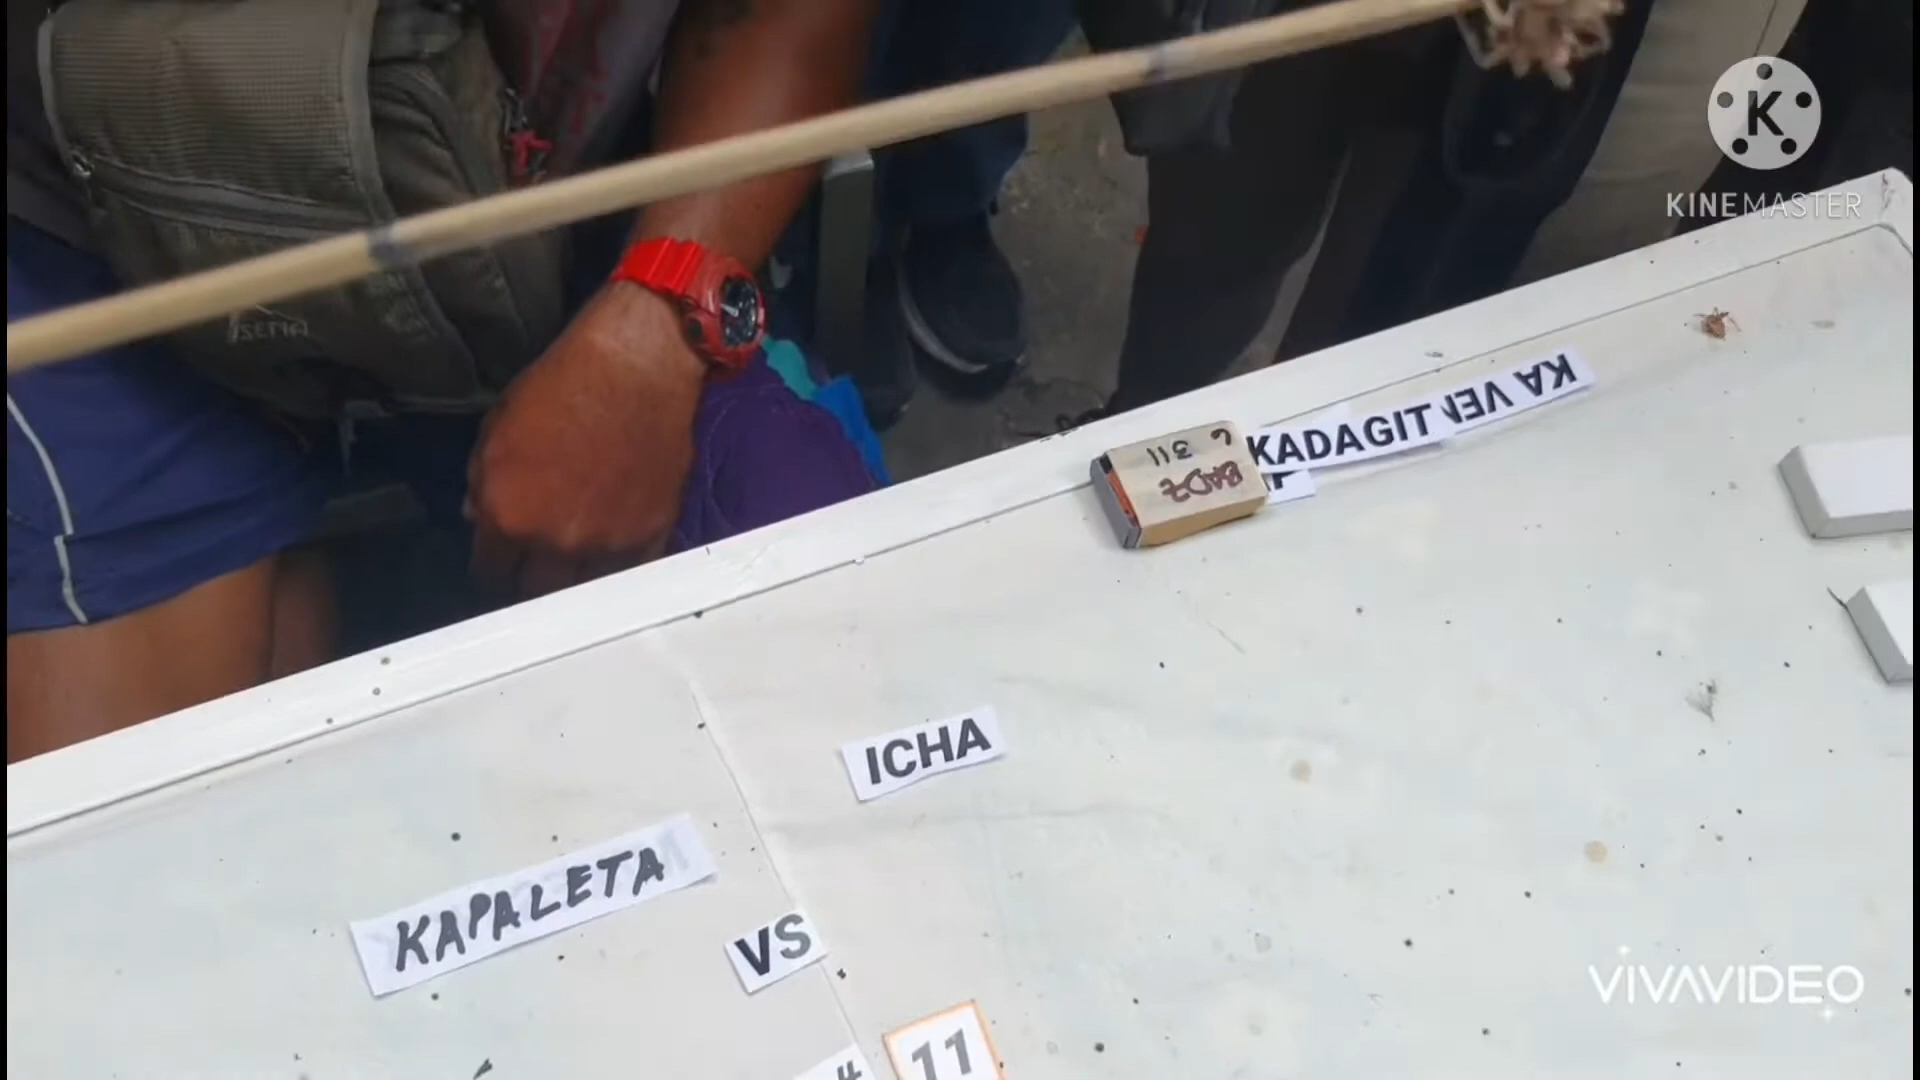 K
KINEMASTER
KA VEN
KADAGIT
311
BADZ
ICHA
KAPALETA
VS
# 11
VIVAVIDEO